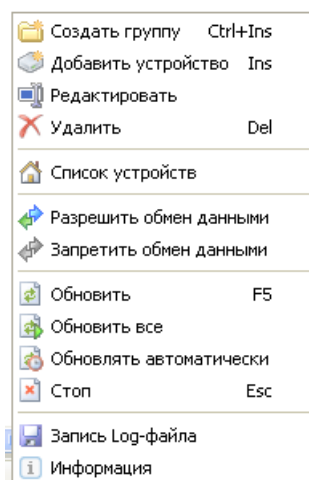 Создать группу Ctrl+Ins
Добавить устройство Ins
Редактировать
Удалить Del
Список устройств
Разрешить обмен данными
Запретить обмен данными
Обновить F5
Обновить все
Обновлять автоматически
Стоп Esc
Запись Log-файла
Информация